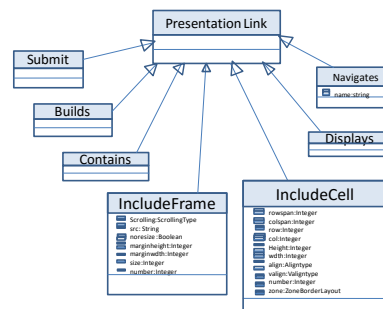 Presentation Link
Submit
Navigates
name:string
Builds
Displays
Contains
IncludeFrame
Scrolling:ScrollingType
src: String
noresize :Boolean
marginheight:Integer
marginwdth:Integer
size:Integer
number:Integer
IncludeCell
rowspan:Integer
colspan:Integer
row:Integer
col:Integer
Height:Integer
wdth:Integer
align:Aligntype
valign:Valigntype
number:Integer
zone:ZoneBorderLayout